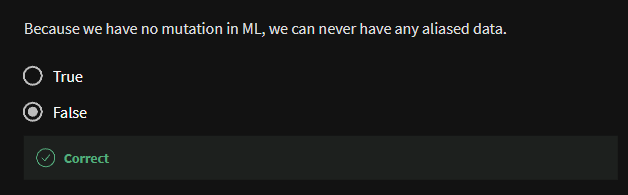 Because we have no mutation in ML, we can never have any aliased data.
True
False
Correct